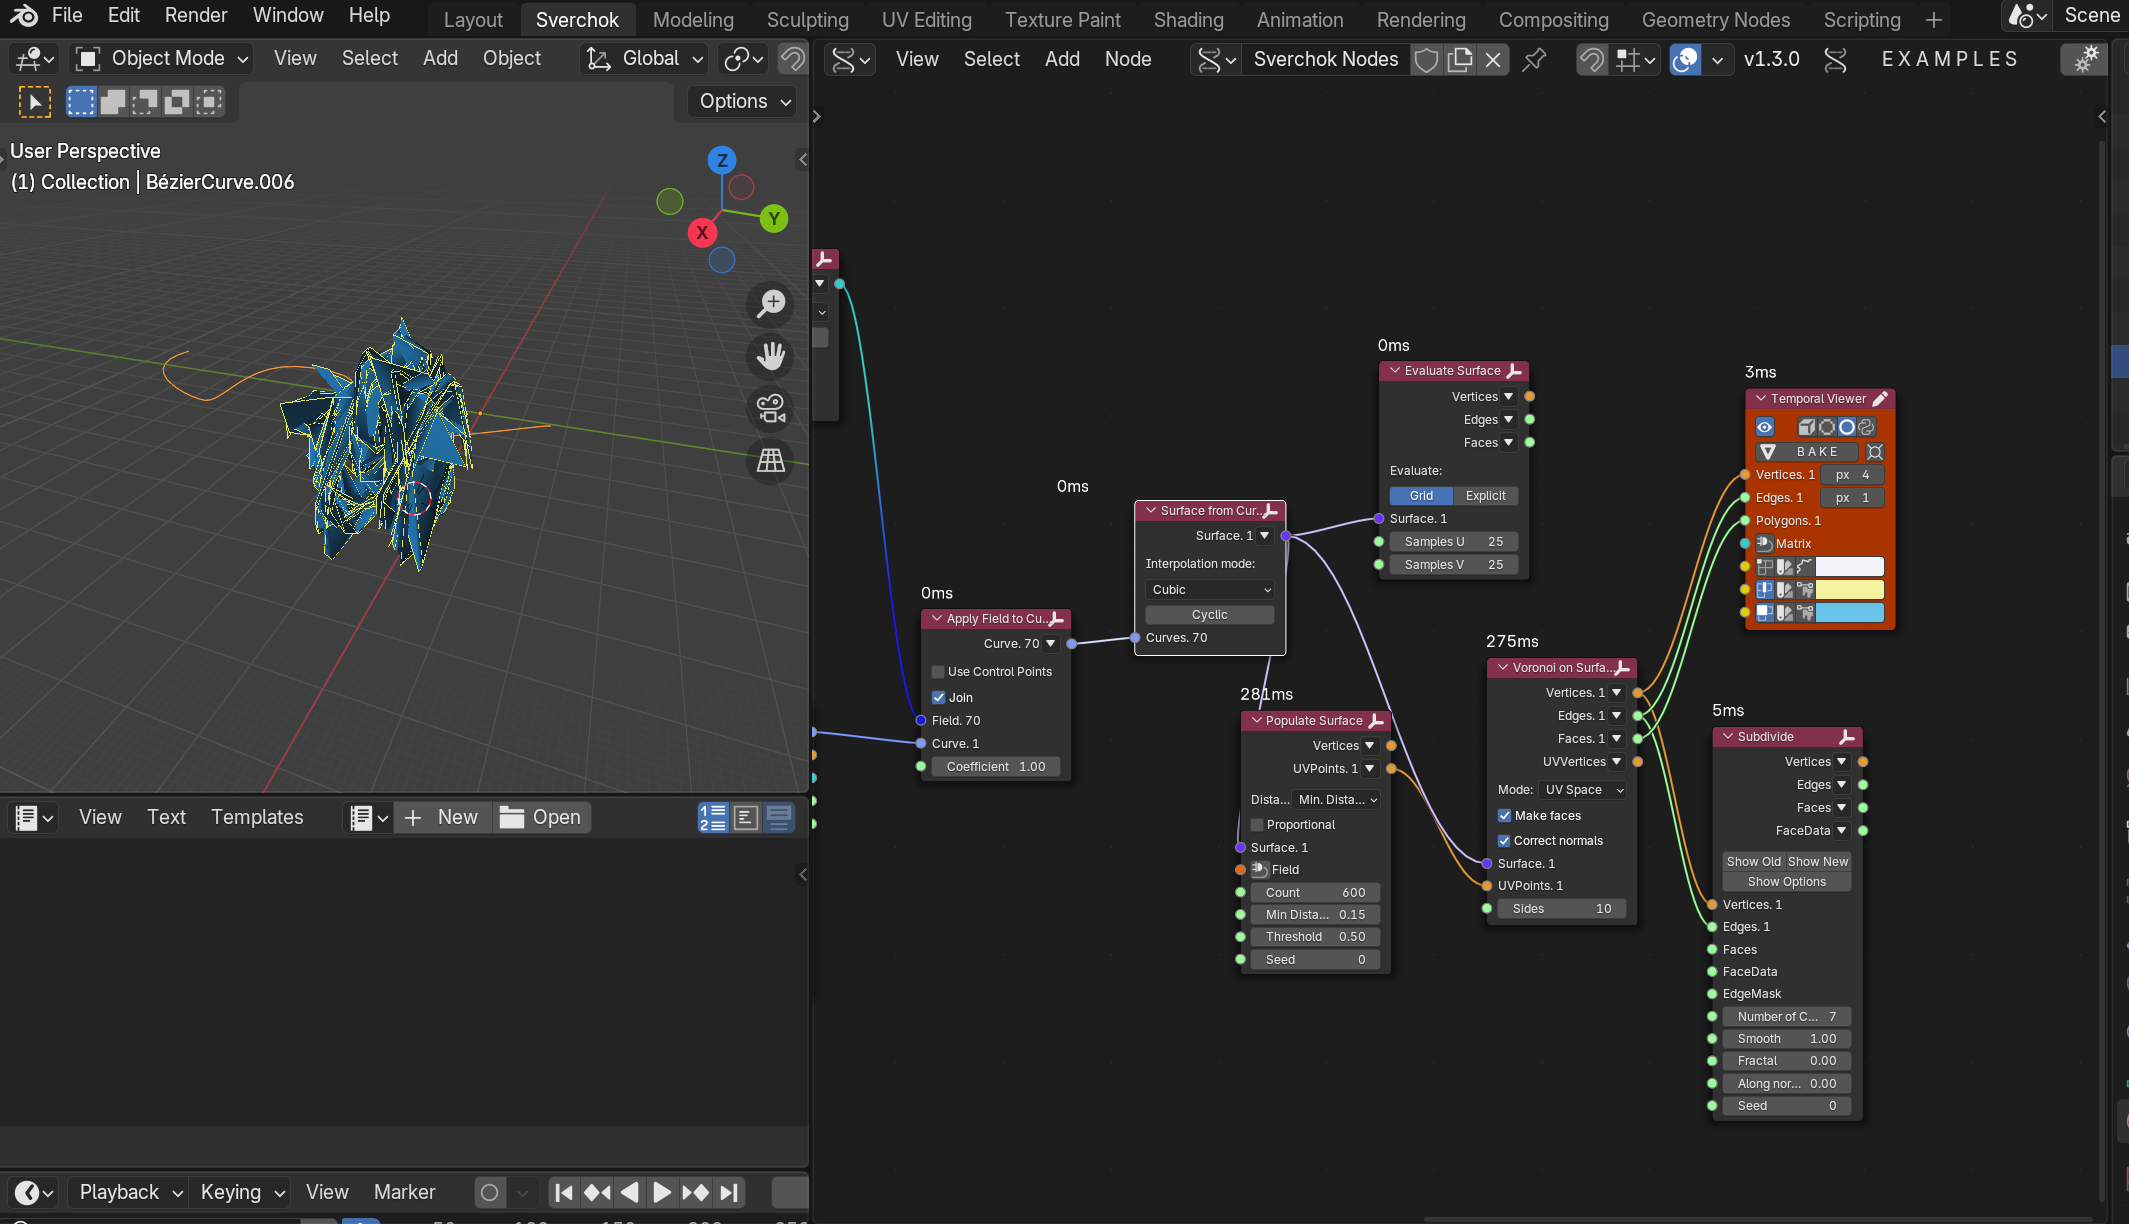 File Edit Render Window Help
Layout Sverchok Modeling Sculpting UV Editing Texture Paint Shading Animation Rendering Compositing Geometry Nodes Scripting + Scene
Object Mode View Select Add Object Global
View Select Add Node Sverchok Nodes v1.3.0 EXAMPLES
Options
User Perspective
(1) Collection | BézierCurve.006
Z
Y
X
0ms
Apply Field to Cu...
Curve. 70
Use Control Points
Join
Field. 70
Curve. 1
Coefficient 1.00
0ms
Surface from Cur...
Surface. 1
Interpolation mode:
Cubic
Cyclic
Curves. 70
0ms
Evaluate Surface
Vertices
Edges
Faces
Evaluate:
Grid Explicit
Surface. 1
Samples U 25
Samples V 25
281ms
Populate Surface
Vertices
UVPoints. 1
Dista... Min. Dista...
Proportional
Surface. 1
Field
Count 600
Min Dista... 0.15
Threshold 0.50
Seed 0
275ms
Voronoi on Surfa...
Vertices. 1
Edges. 1
Faces. 1
UVVertices
Mode: UV Space
Make faces
Correct normals
Surface. 1
UVPoints. 1
Sides 10
3ms
Temporal Viewer
BAKE
Vertices. 1 px 4
Edges. 1 px 1
Polygons. 1
Matrix
5ms
Subdivide
Vertices
Edges
Faces
FaceData
Show Old Show New
Show Options
Vertices. 1
Edges. 1
Faces
FaceData
EdgeMask
Number of C... 7
Smooth 1.00
Fractal 0.00
Along nor... 0.00
Seed 0
View Text Templates New Open
Playback Keying View Marker